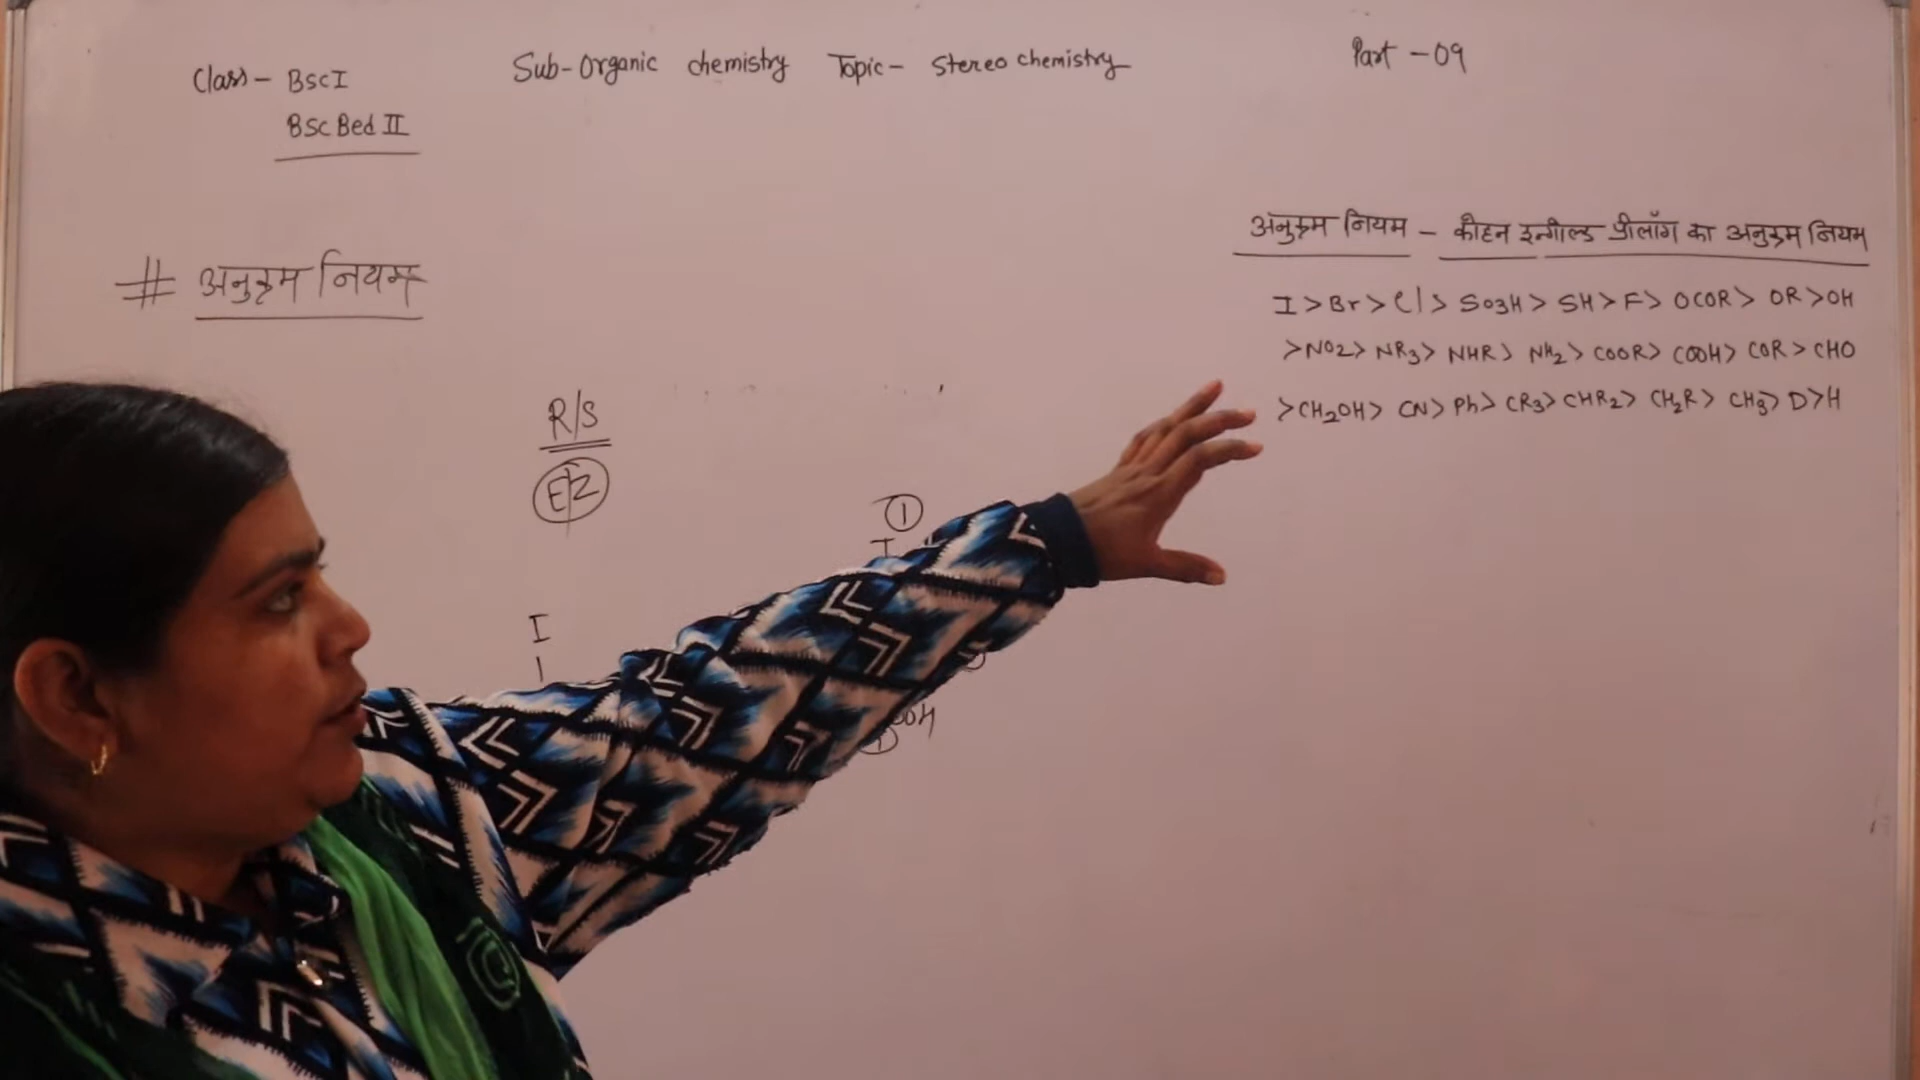 Class - BSc I Sub - Organic chemistry Topic - Stereo chemistry Part - 09
BSc Bed II
# अनुक्रम नियम
अनुक्रम नियम - कोहन इन्गोल्ड प्रीलॉग का अनुक्रम नियम
I > Br > Cl > SO3H > SH > F > OCOR > OR > OH
> NO2 > NR3 > NHR > NH2 > COOR > COOH > COR > CHO
> CH2OH > CN > Ph > CR3 > CHR2 > CH2R > CH3 > D > H
R/S
E/Z
1
I
I
OOH